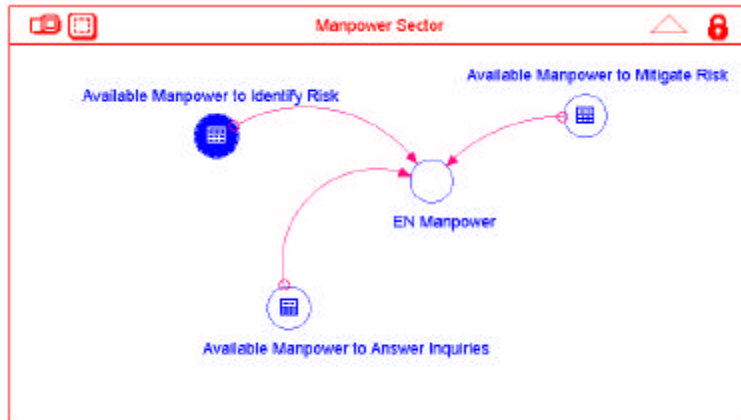 Manpower Sector
Available Manpower to Mitigate Risk
Available Manpower to Identify Risk
EN Manpower
Available Manpower to Answer Inquiries